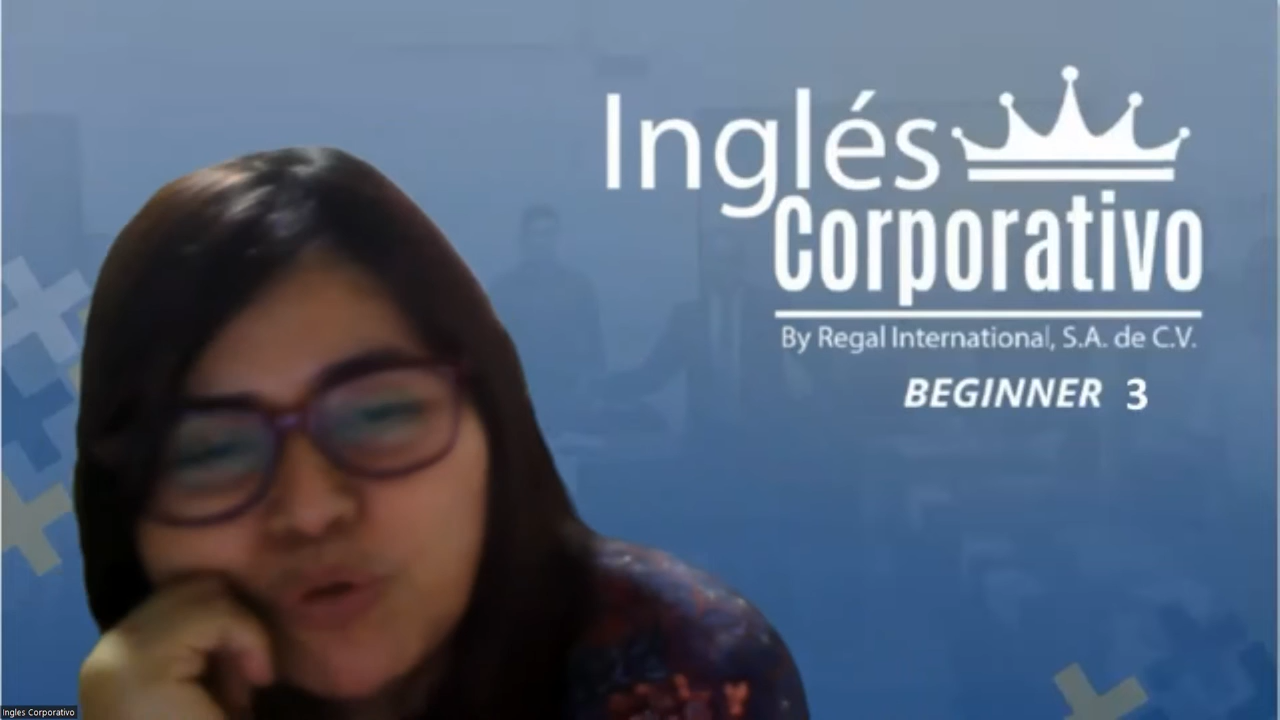 Inglés
Corporativo
By Regal International, S.A. de C.V.
BEGINNER 3
Ingles Corporativo